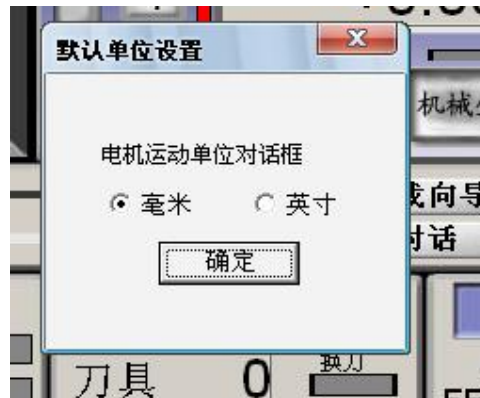 默认单位设置
机械
电机运动单位对话框
毫米 英寸
向导
对话
确定
刀具 0 换刀